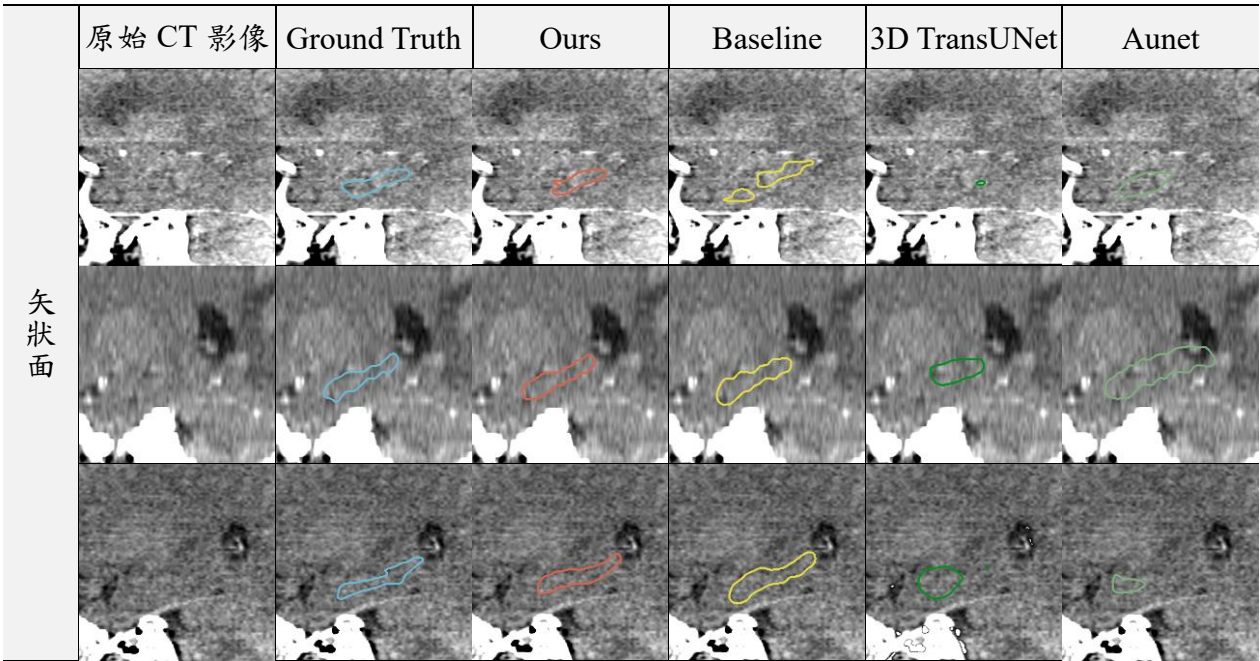 原始 CT 影像 Ground Truth Ours Baseline 3D TransUNet Aunet
矢狀面